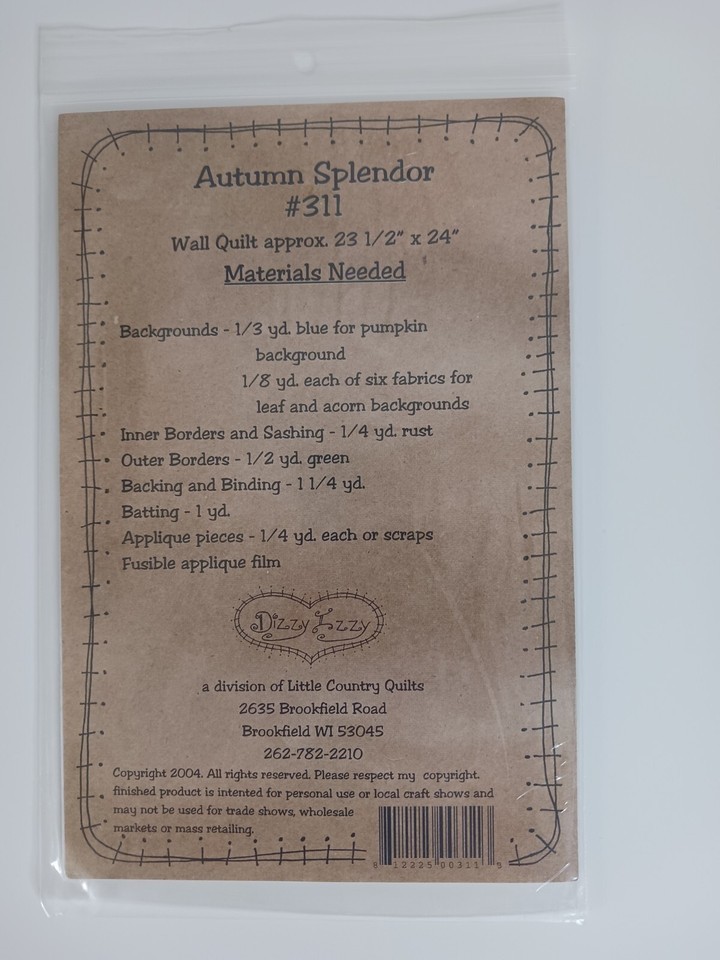 Autumn Splendor
#311
Wall Quilt approx. 23 1/2" x 24"
Materials Needed
Backgrounds - 1/3 yd. blue for pumpkin
background
1/8 yd. each of six fabrics for
leaf and acorn backgrounds
Inner Borders and Sashing - 1/4 yd. rust
Outer Borders - 1/2 yd. green
Backing and Binding - 1 1/4 yd.
Batting - 1 yd.
Applique pieces - 1/4 yd. each or scraps
Fusible applique film
Dizzy Izzy
a division of Little Country Quilts
2635 Brookfield Road
Brookfield WI 53045
262-782-2210
Copyright 2004. All rights reserved. Please respect my copyright.
finished product is intented for personal use or local craft shows and
may not be used for trade shows, wholesale
markets or mass retailing.
8 12225 00311 5